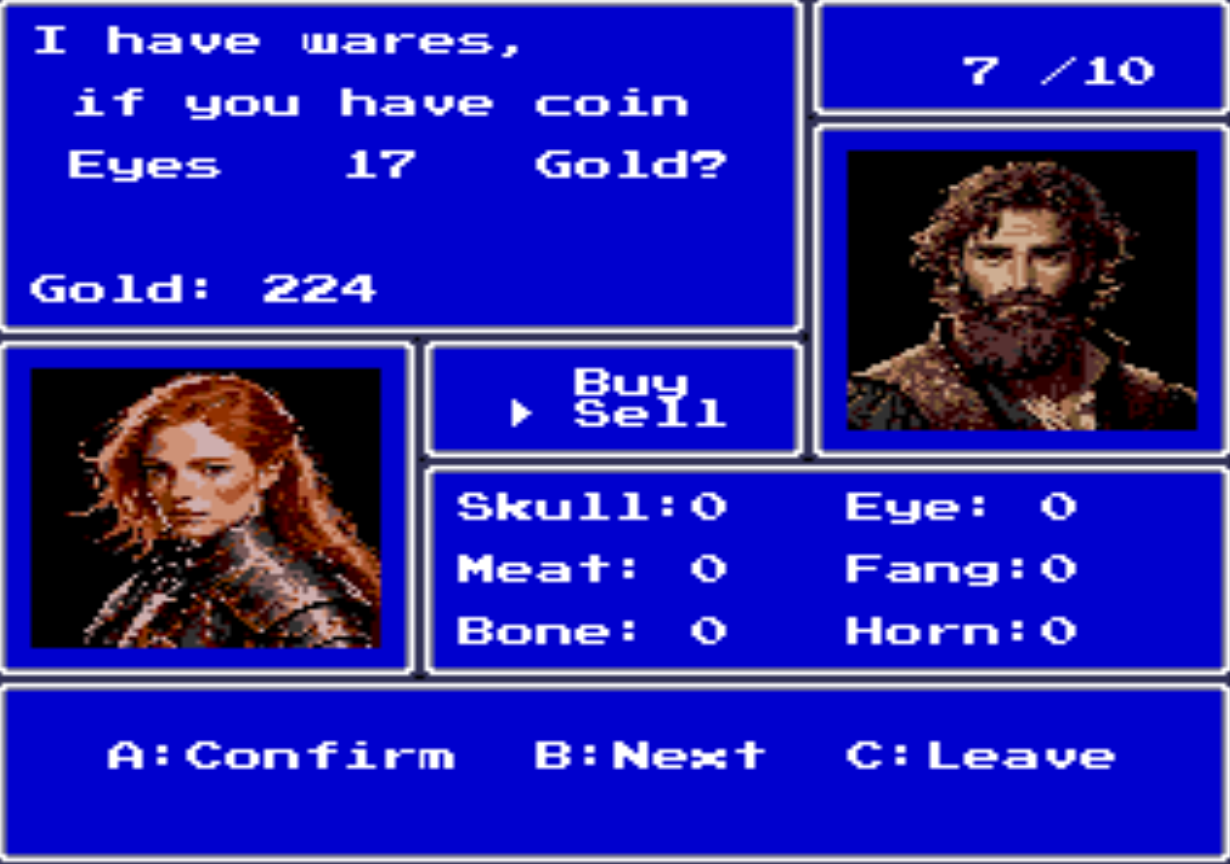 I have wares,
if you have coin
Eyes 17 Gold?
Gold: 224
7 /10
Buy
Sell
Skull:0 Eye: 0
Meat: 0 Fang:0
Bone: 0 Horn:0
A:Confirm B:Next C:Leave